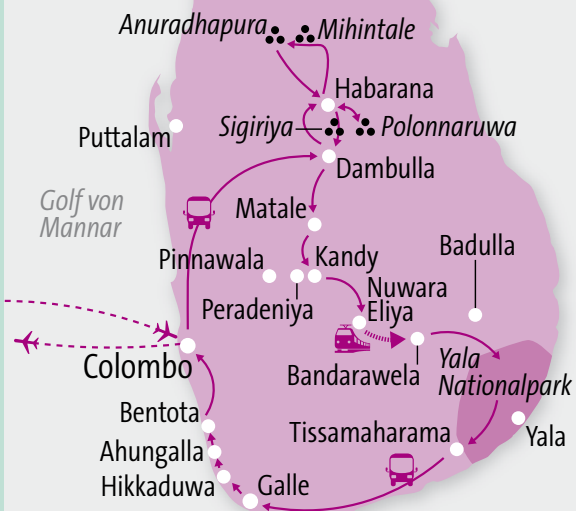 Anuradhapura
Mihintale
Habarana
Puttalam
Sigiriya
Polonnaruwa
Dambulla
Golf von
Mannar
Matale
Pinnawala
Kandy
Badulla
Peradeniya
Nuwara
Eliya
Colombo
Bandarawela
Yala
Nationalpark
Bentota
Tissamaharama
Yala
Ahungalla
Hikkaduwa
Galle